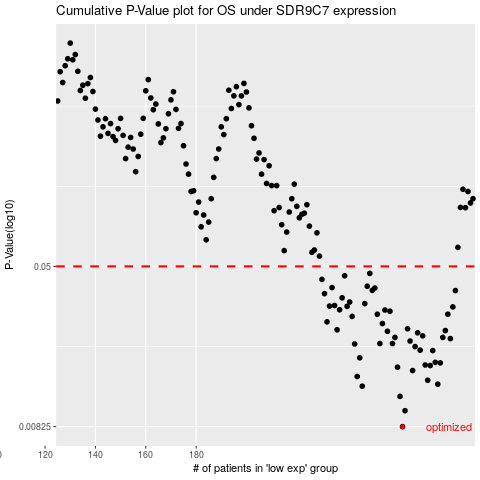 Cumulative P-Value plot for OS under SDR9C7 expression
P-Value(log10)
0.05
0.00825
optimized
0 120 140 160 180
# of patients in 'low exp' group